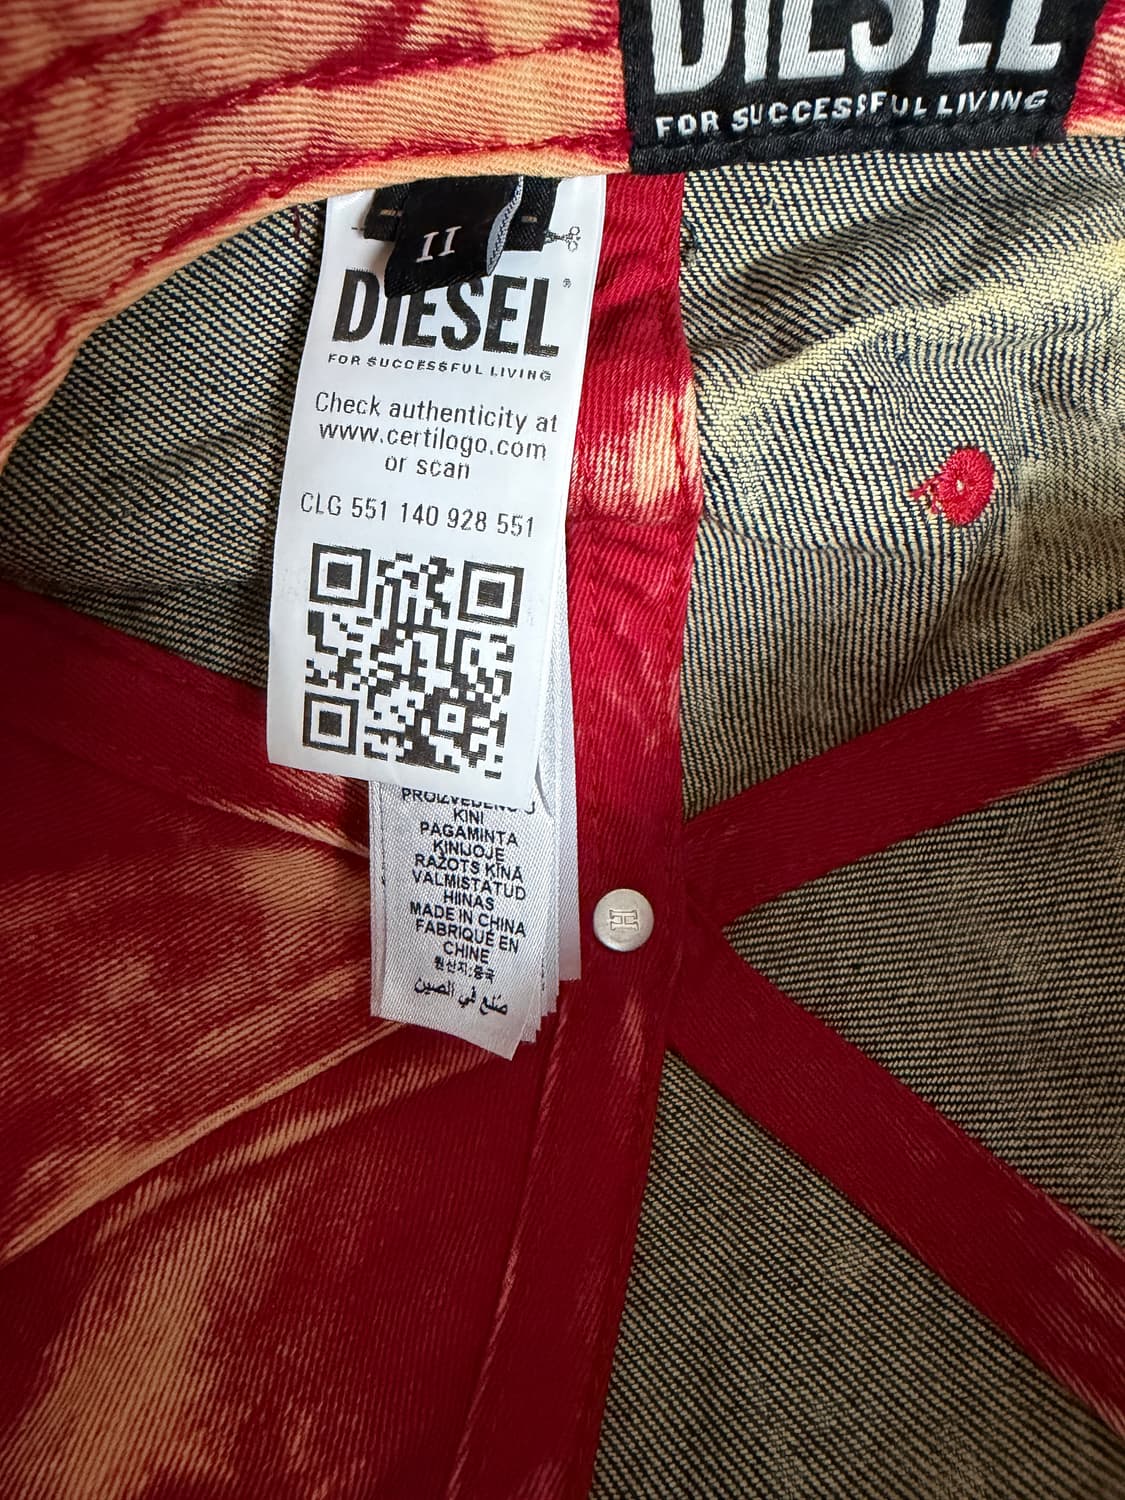 DIESEL
FOR SUCCESSFUL LIVING
II
DIESEL®
FOR SUCCESSFUL LIVING
Check authenticity at
www.certilogo.com
or scan
CLG 551 140 928 551
PROIZVEDENO U
KINI
PAGAMINTA
KINIJOJE
RAŽOTS ĶĪNĀ
VALMISTATUD
HIINAS
MADE IN CHINA
FABRIQUÉ EN
CHINE
원산지:중국
صُنع في الصين